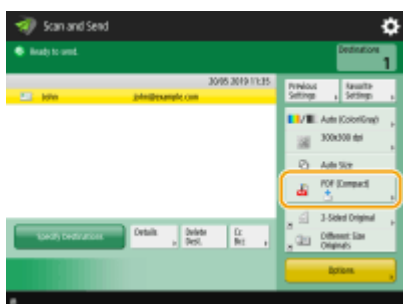 Scan and Send
Ready to send.
Destinations
1
20/05 2019 11:35
John
john@example.com
Previous Settings
Favorite Settings
Auto (Color/Gray)
300x300 dpi
Auto Size
PDF (Compact)
2-Sided Original
Different Size Originals
Specify Destinations
Details
Delete Dest.
Cc Bcc
Options